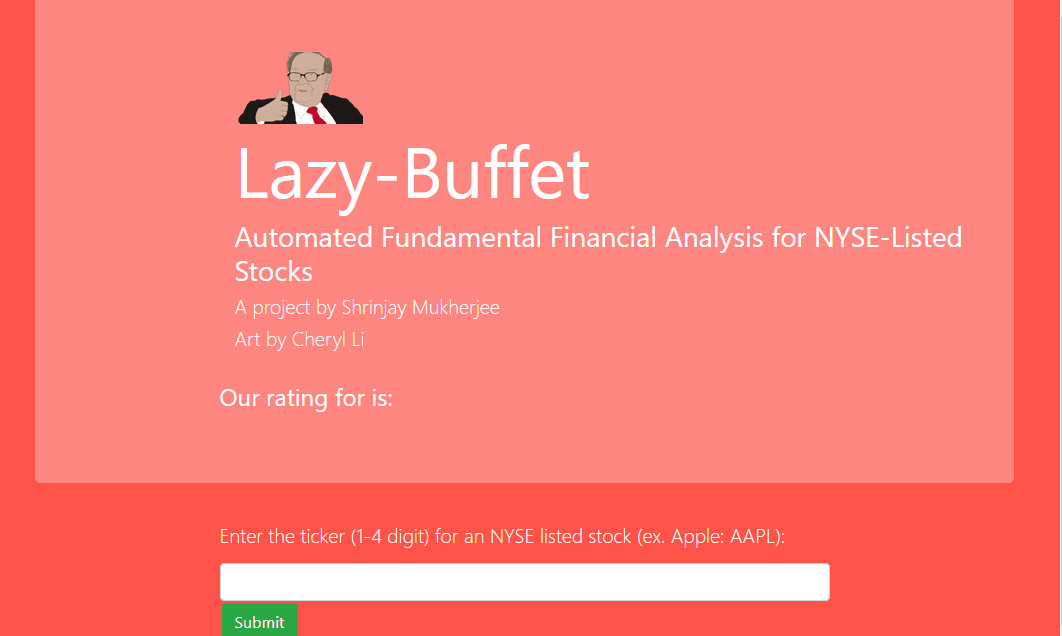 Lazy-Buffet
Automated Fundamental Financial Analysis for NYSE-Listed
Stocks
A project by Shrinjay Mukherjee
Art by Cheryl Li
Our rating for is:
Enter the ticker (1-4 digit) for an NYSE listed stock (ex. Apple: AAPL):
Submit